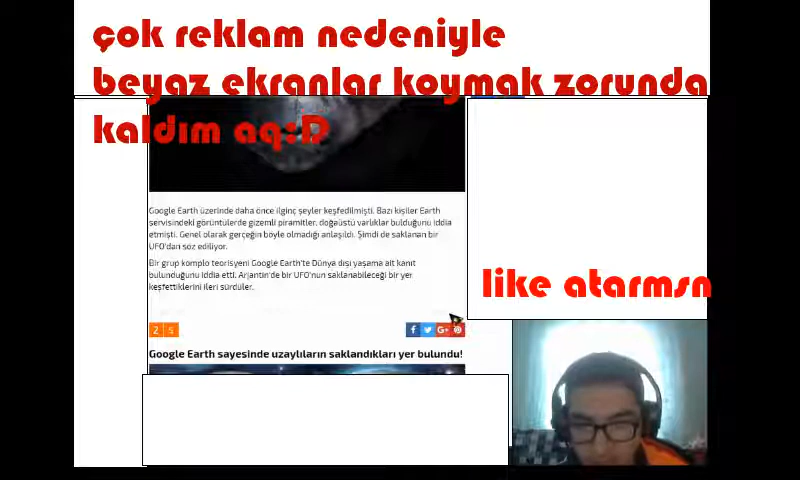 çok reklam nedeniyle
beyaz ekranlar koymak zorunda
kaldım aq:D
Google Earth üzerinde daha önce ilginç şeyler keşfedilmişti. Bazı kişiler Earth
servisindeki görüntülerde gizemli piramitler, doğaüstü varlıklar bulduğunu iddia
etmişti. Genel olarak gerçeğin böyle olmadığı anlaşıldı. Şimdi de saklanan bir
UFO'dan söz ediliyor.
Bir grup komplo teorisyeni Google Earth'te Dünya dışı yaşama ait kanıt
bulunduğunu iddia etti. Arjantin'de bir UFO'nun saklanabileceği bir yer
keşfettiklerini ileri sürdüler.
like atarmsn
2 5
f G+
Google Earth sayesinde uzaylıların saklandıkları yer bulundu!